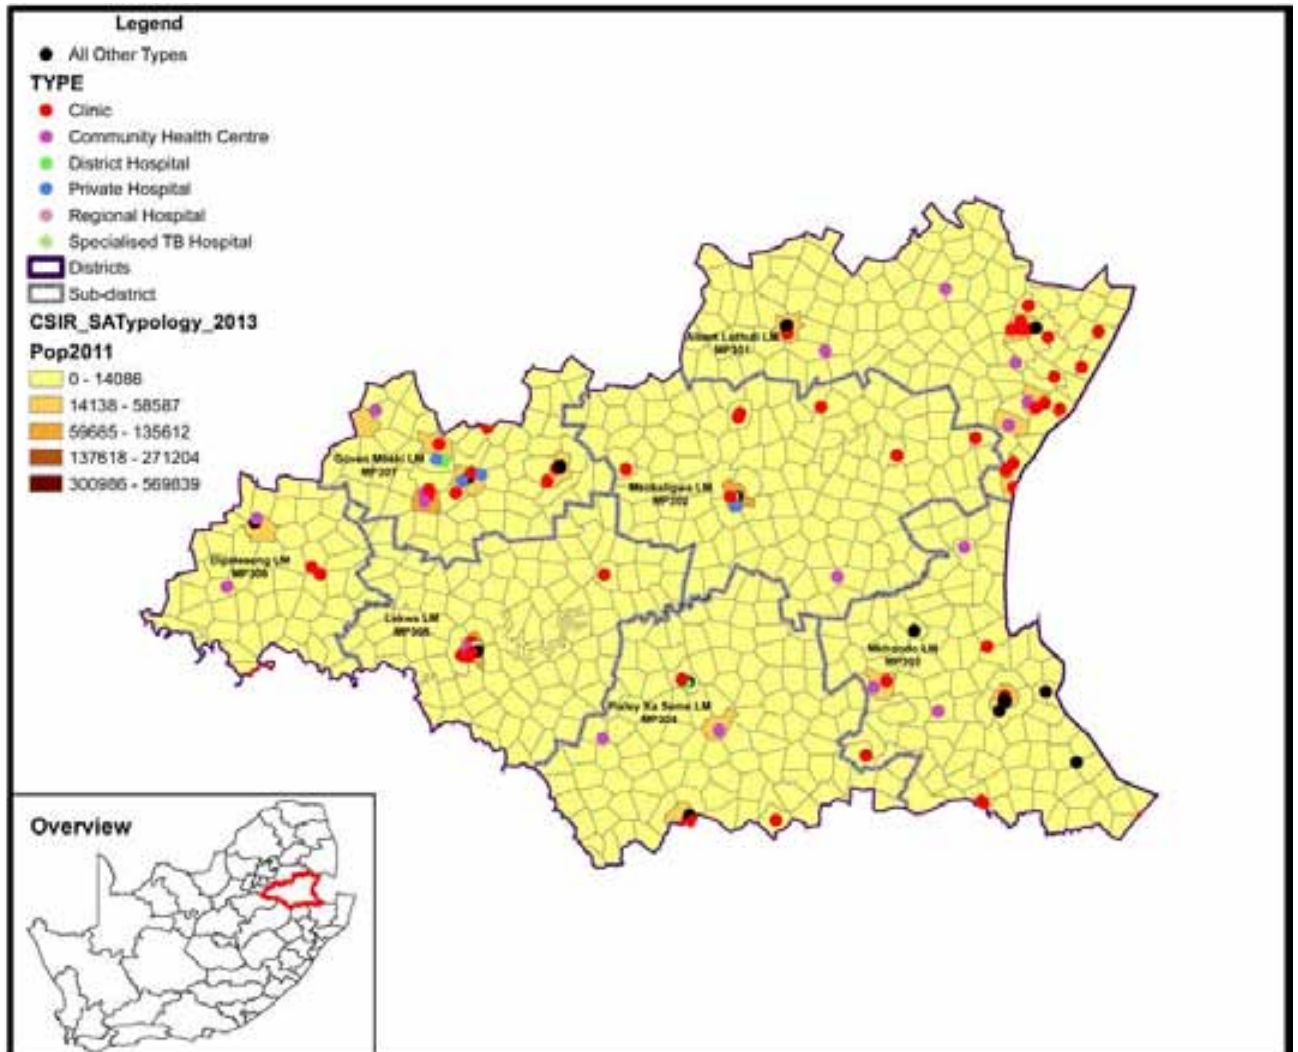 Legend
All Other Types
TYPE
Clinic
Community Health Centre
District Hospital
Private Hospital
Regional Hospital
Specialised TB Hospital
Districts
Sub-district
CSIR_SATypology_2013
Pop2011
0 - 14086
14138 - 58587
59685 - 135612
137618 - 271204
300986 - 569839
Albert Luthuli LM
MP301
Govan Mbeki LM
MP307
Msukaligwa LM
MP302
Dipaleseng LM
MP306
Lekwa LM
MP305
Mkhondo LM
MP303
Pixley Ka Seme LM
MP304
Overview